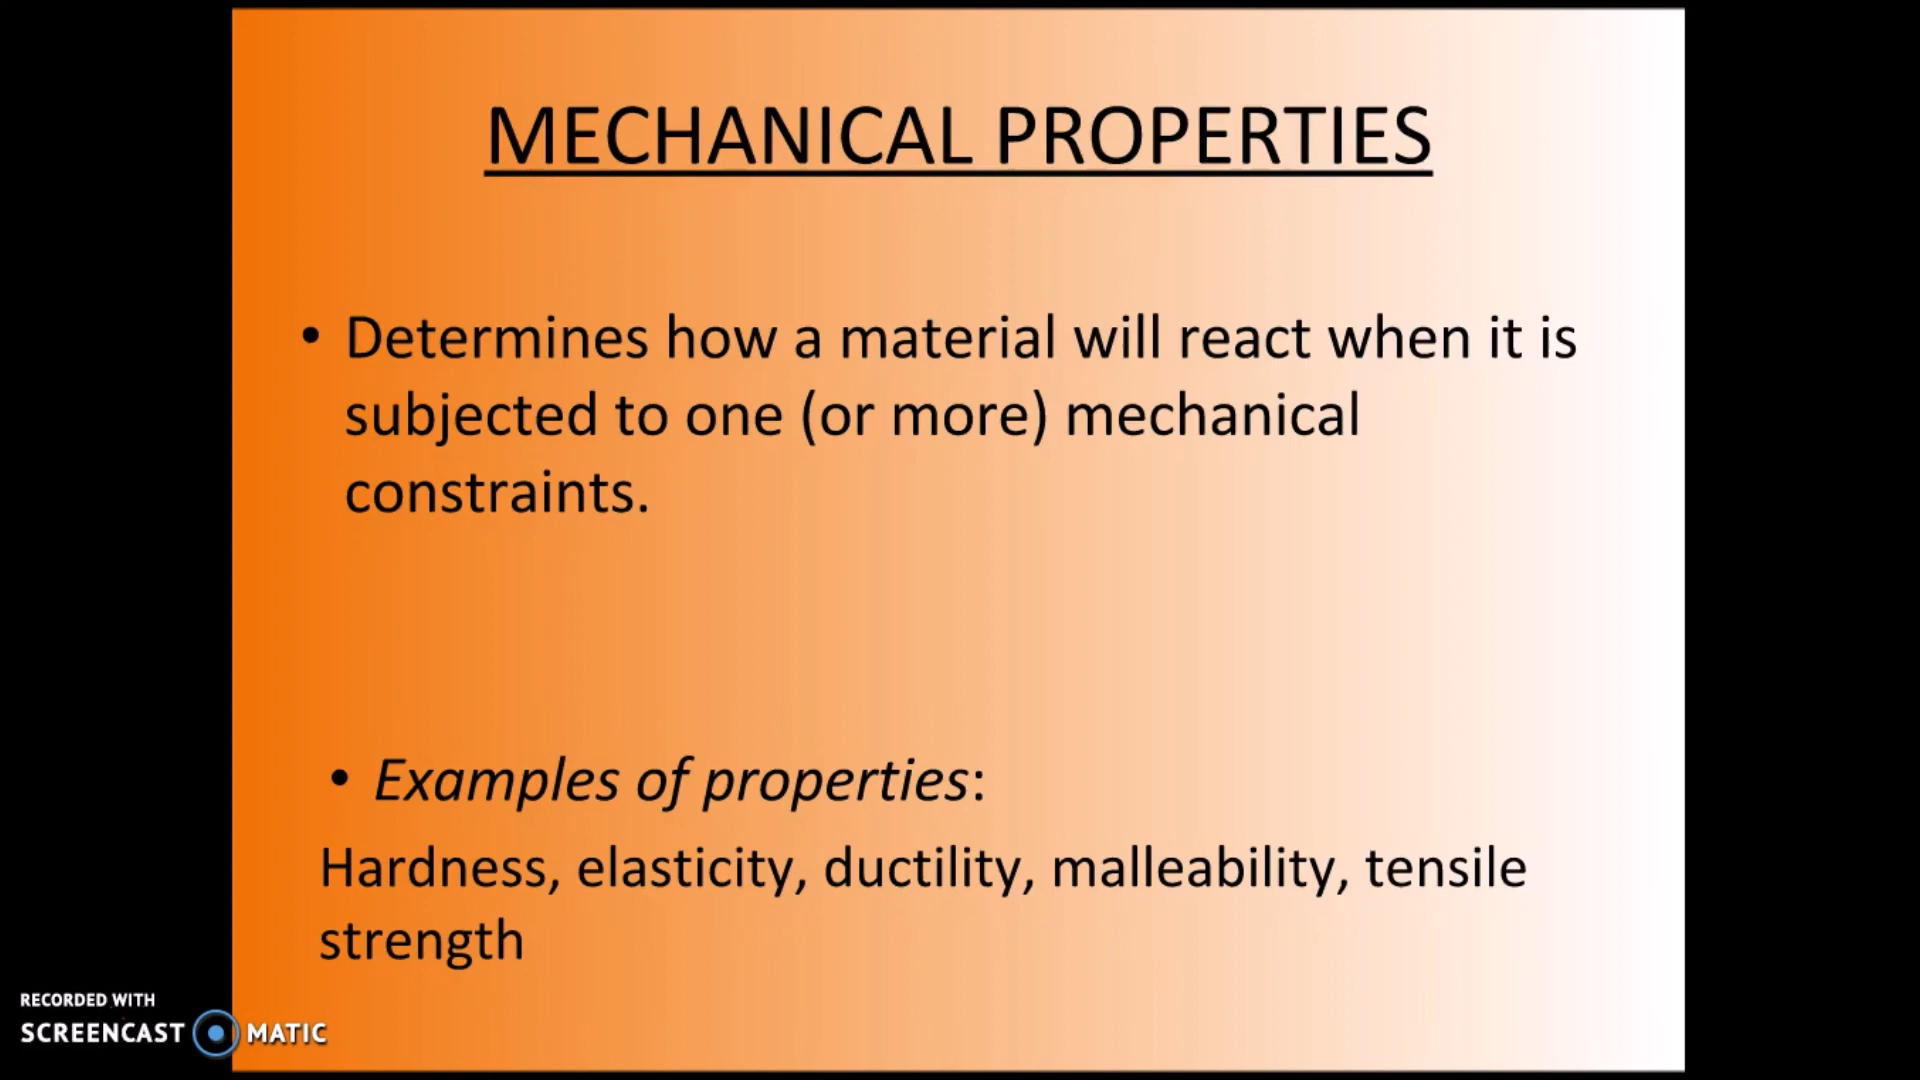 MECHANICAL PROPERTIES
• Determines how a material will react when it is
subjected to one (or more) mechanical
constraints.
• Examples of properties:
Hardness, elasticity, ductility, malleability, tensile
strength
RECORDED WITH
SCREENCAST MATIC